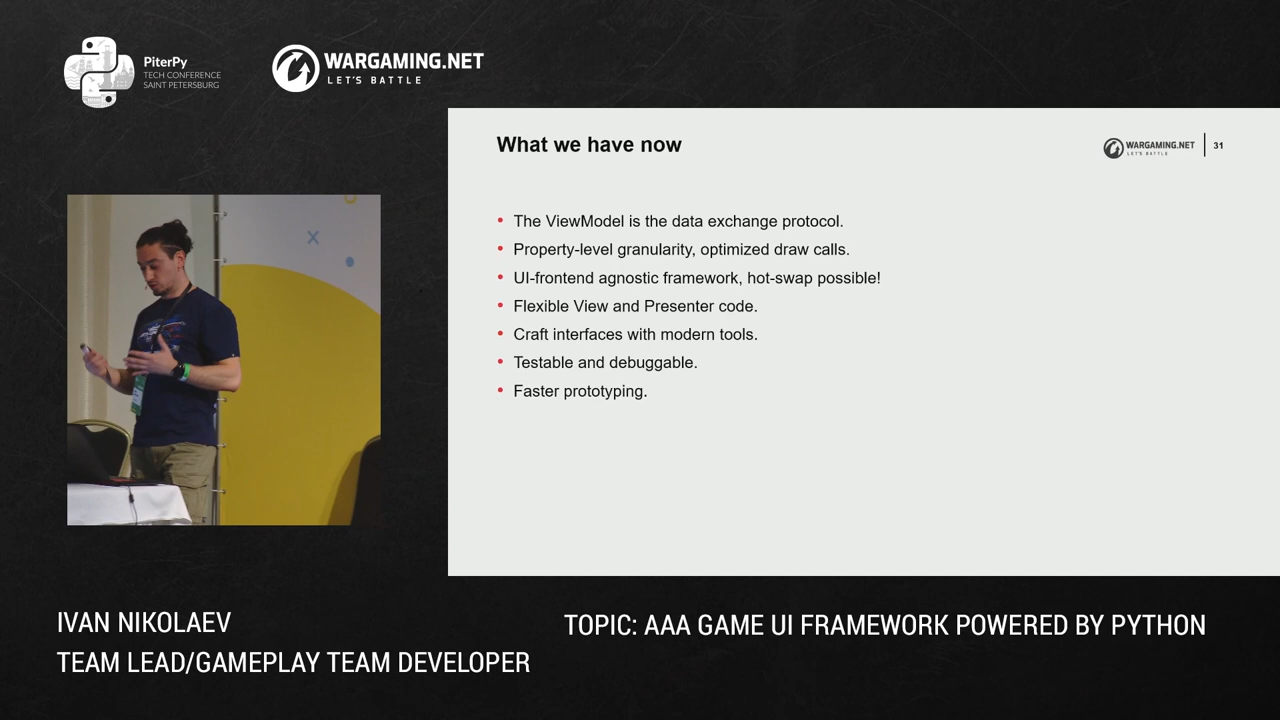 PiterPy
TECH CONFERENCE
SAINT PETERSBURG
WARGAMING.NET
LET'S BATTLE
What we have now
WARGAMING.NET
LET'S BATTLE
31
• The ViewModel is the data exchange protocol.
• Property-level granularity, optimized draw calls.
• UI-frontend agnostic framework, hot-swap possible!
• Flexible View and Presenter code.
• Craft interfaces with modern tools.
• Testable and debuggable.
• Faster prototyping.
IVAN NIKOLAEV
TEAM LEAD/GAMEPLAY TEAM DEVELOPER
TOPIC: AAA GAME UI FRAMEWORK POWERED BY PYTHON